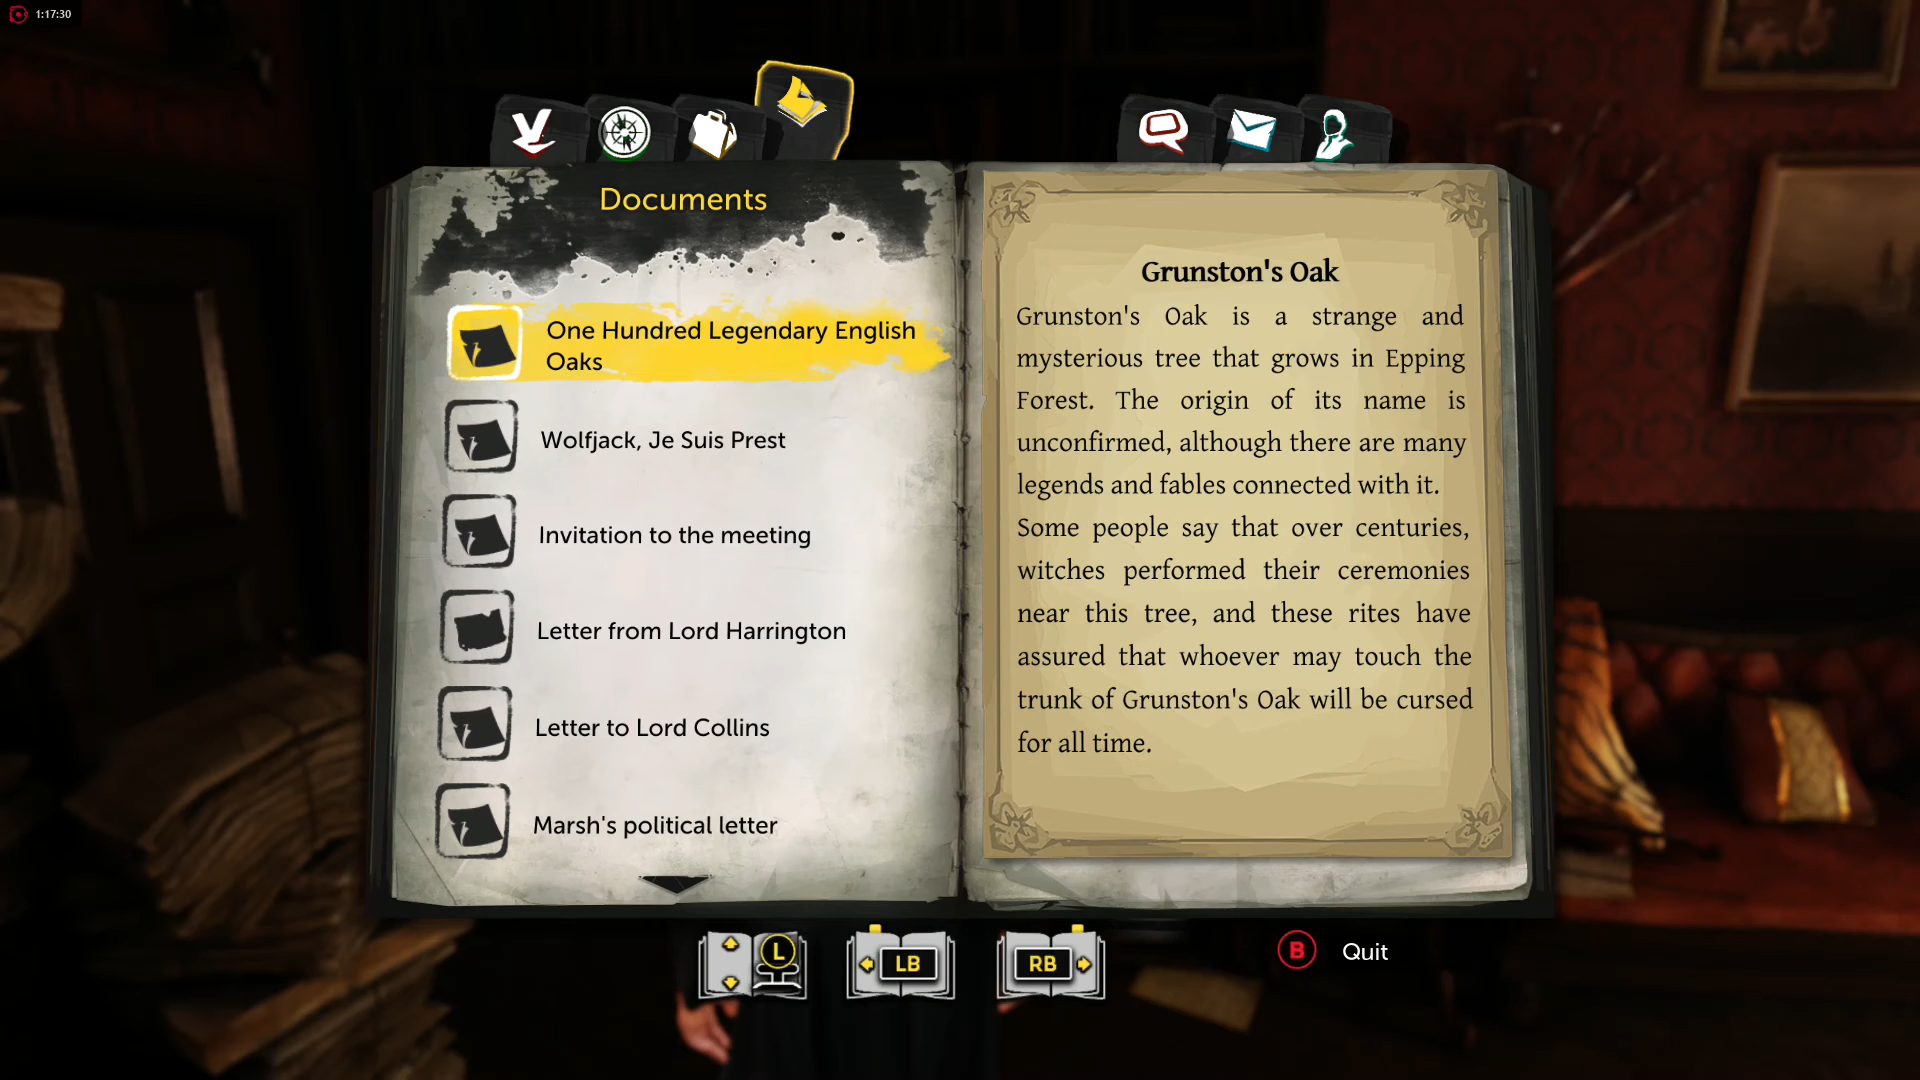 1:17:30
Documents
One Hundred Legendary English
Oaks
Wolfjack, Je Suis Prest
Invitation to the meeting
Letter from Lord Harrington
Letter to Lord Collins
Marsh's political letter
Grunston's Oak
Grunston's Oak is a strange and
mysterious tree that grows in Epping
Forest. The origin of its name is
unconfirmed, although there are many
legends and fables connected with it.
Some people say that over centuries,
witches performed their ceremonies
near this tree, and these rites have
assured that whoever may touch the
trunk of Grunston's Oak will be cursed
for all time.
L
LB
RB
B Quit